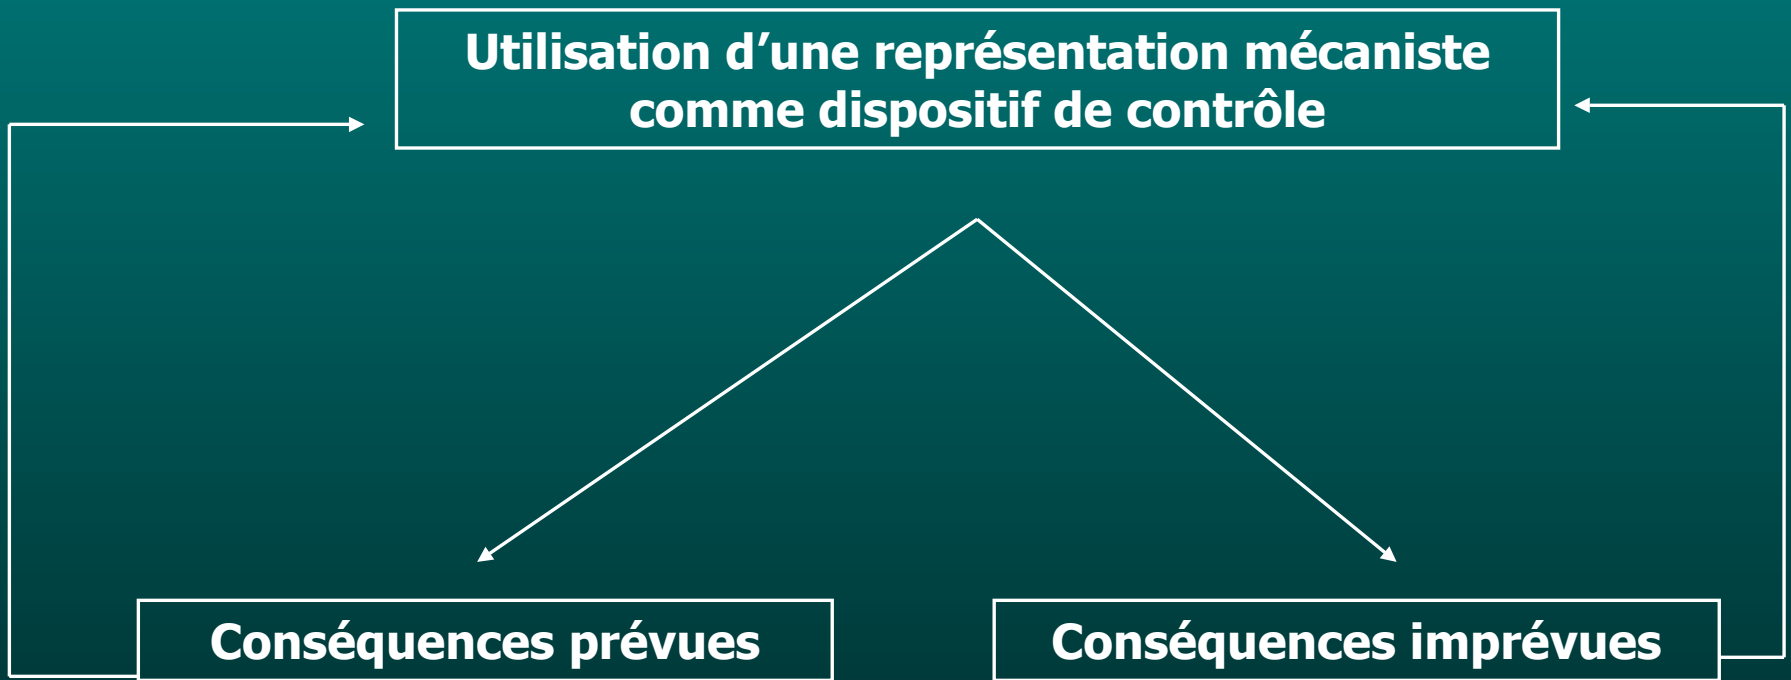 Utilisation d’une représentation mécaniste
comme dispositif de contrôle
Conséquences prévues
Conséquences imprévues